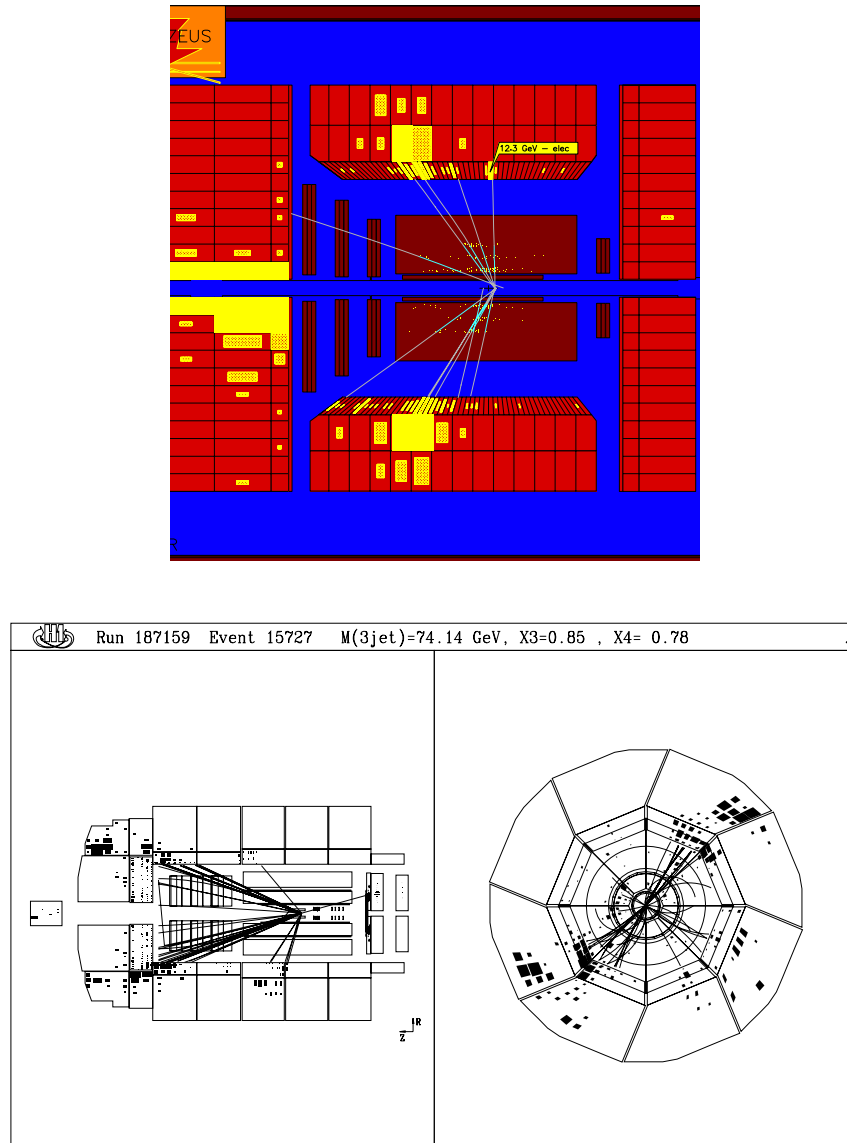 ZEUS
12.3 GeV – elec
R
Run 187159 Event 15727 M(3jet)=74.14 GeV, X3=0.85 , X4= 0.78
R
Z